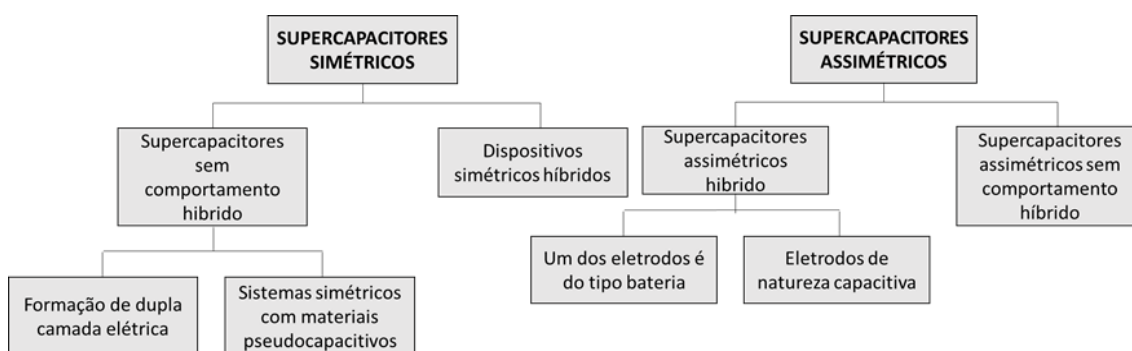 SUPERCAPACITORES
SIMÉTRICOS
SUPERCAPACITORES
ASSIMÉTRICOS
Supercapacitores
sem
comportamento
hibrido
Dispositivos
simétricos híbridos
Supercapacitores
assimétricos
hibrido
Supercapacitores
assimétricos sem
comportamento
híbrido
Formação de dupla
camada elétrica
Sistemas simétricos
com materiais
pseudocapacitivos
Um dos eletrodos é
do tipo bateria
Eletrodos de
natureza capacitiva